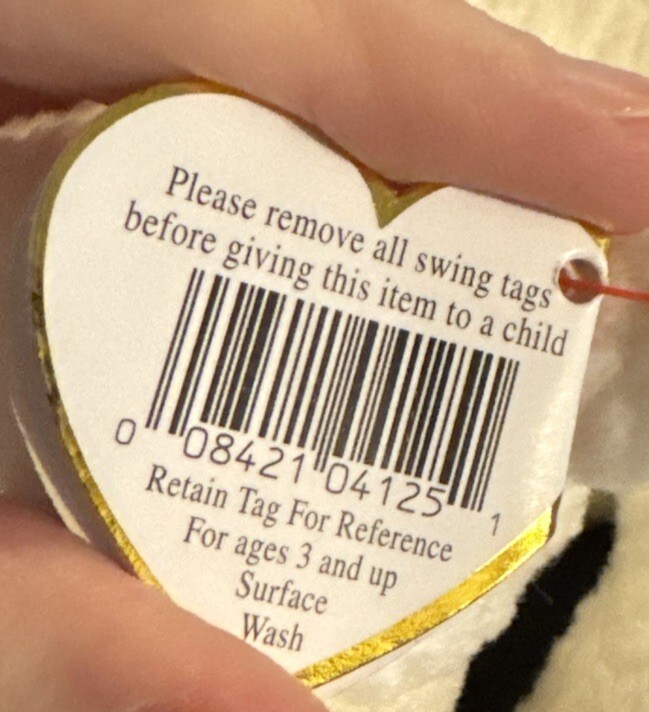 Please remove all swing tags
before giving this item to a child
0 08421 04125 1
Retain Tag For Reference
For ages 3 and up
Surface
Wash